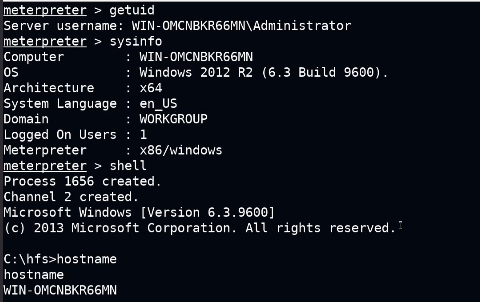 meterpreter > getuid
Server username: WIN-OMCNBKR66MN\Administrator
meterpreter > sysinfo
Computer        : WIN-OMCNBKR66MN
OS              : Windows 2012 R2 (6.3 Build 9600).
Architecture    : x64
System Language : en_US
Domain          : WORKGROUP
Logged On Users : 1
Meterpreter     : x86/windows
meterpreter > shell
Process 1656 created.
Channel 2 created.
Microsoft Windows [Version 6.3.9600]
(c) 2013 Microsoft Corporation. All rights reserved.
C:\hfs>hostname
hostname
WIN-OMCNBKR66MN